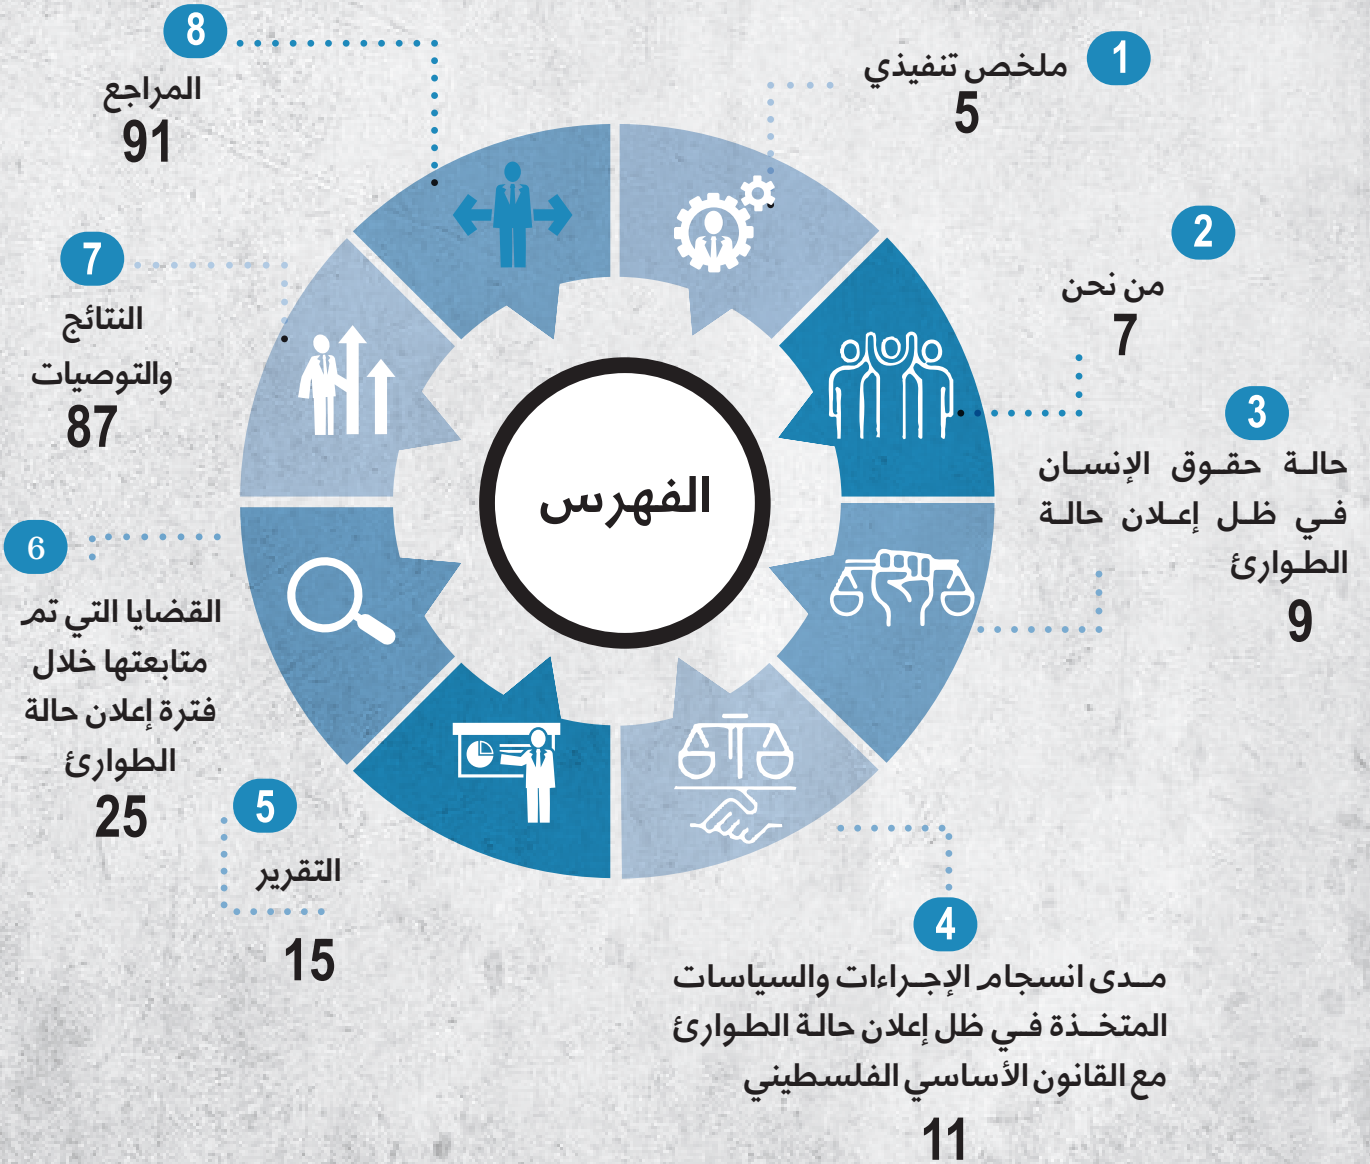 الفهرس
1
ملخص تنفيذي
5
2
من نحن
7
3
حالة حقوق الإنسان
في ظل إعلان حالة
الطوارئ
9
4
مدى انسجام الإجراءات والسياسات
المتخذة في ظل إعلان حالة الطوارئ
مع القانون الأساسي الفلسطيني
11
5
التقرير
15
6
القضايا التي تم
متابعتها خلال
فترة إعلان حالة
الطوارئ
25
7
النتائج
والتوصيات
87
8
المراجع
91